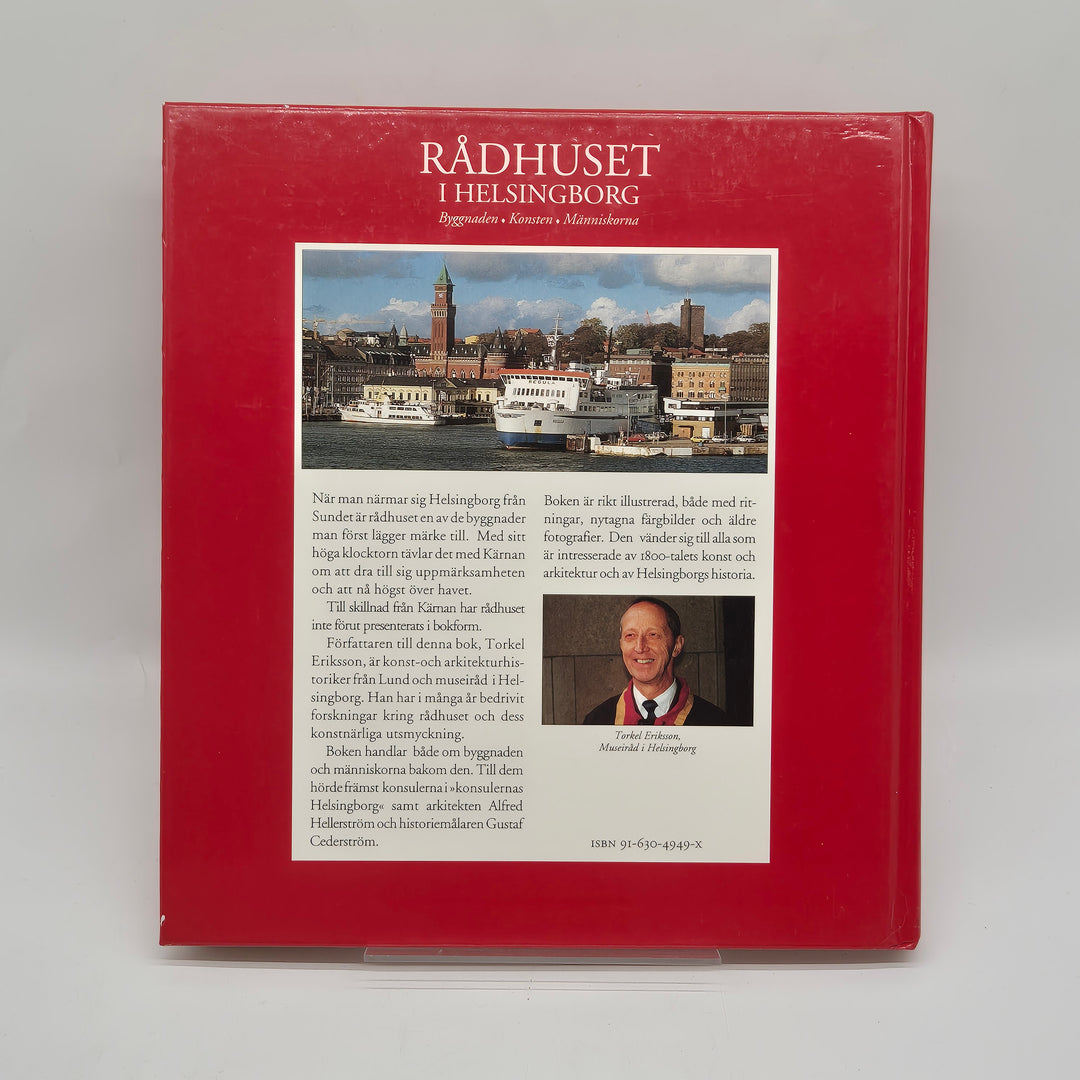 RÅDHUSET
I HELSINGBORG
Byggnaden • Konsten • Människorna
REGULA
När man närmar sig Helsingborg från
Sundet är rådhuset en av de byggnader
man först lägger märke till. Med sitt
höga klocktorn tävlar det med Kärnan
om att dra till sig uppmärksamheten
och att nå högst över havet.
Till skillnad från Kärnan har rådhuset
inte förut presenterats i bokform.
Författaren till denna bok, Torkel
Eriksson, är konst-och arkitekturhis-
toriker från Lund och museiråd i Hel-
singborg. Han har i många år bedrivit
forskningar kring rådhuset och dess
konstnärliga utsmyckning.
Boken handlar både om byggnaden
och människorna bakom den. Till dem
hörde främst konsulerna i »konsulernas
Helsingborg« samt arkitekten Alfred
Hellerström och historiemålaren Gustaf
Cederström.
Boken är rikt illustrerad, både med rit-
ningar, nytagna färgbilder och äldre
fotografier. Den vänder sig till alla som
är intresserade av 1800-talets konst och
arkitektur och av Helsingborgs historia.
Torkel Eriksson,
Museiråd i Helsingborg
ISBN 91-630-4949-X